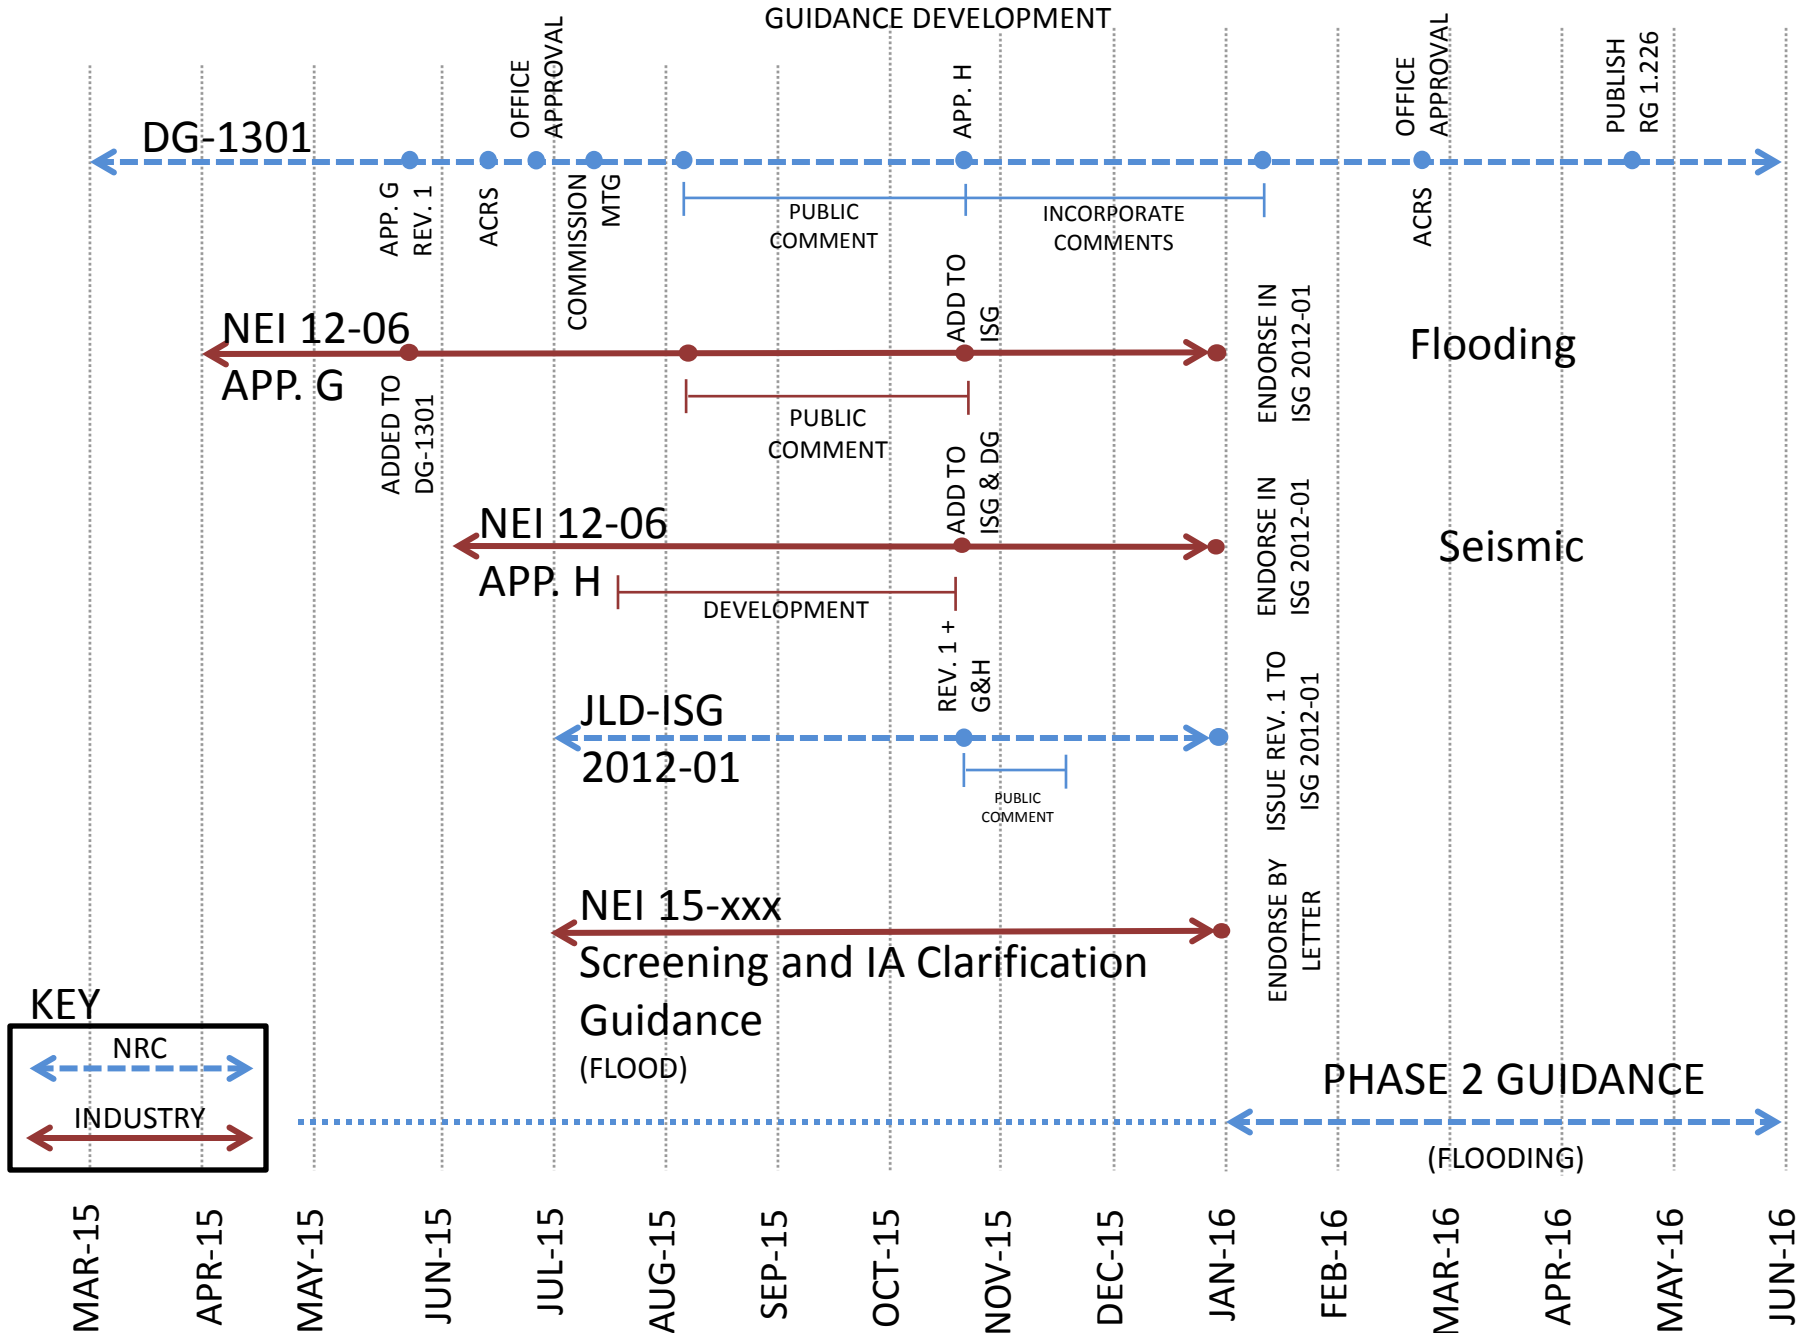 GUIDANCE DEVELOPMENT
DG-1301
OFFICE
APPROVAL
APP. H
OFFICE
APPROVAL
PUBLISH
RG 1.226
APP. G
REV. 1
ACRS
COMMISSION
MTG
PUBLIC
COMMENT
INCORPORATE
COMMENTS
ACRS
NEI 12-06
APP. G
ADDED TO
DG-1301
ADD TO
ISG
PUBLIC
COMMENT
ENDORSE IN
ISG 2012-01
Flooding
NEI 12-06
APP. H
ADD TO
ISG & DG
DEVELOPMENT
ENDORSE IN
ISG 2012-01
Seismic
JLD-ISG
2012-01
REV. 1 +
G&H
PUBLIC
COMMENT
ISSUE REV. 1 TO
ISG 2012-01
NEI 15-xxx
Screening and IA Clarification
Guidance
(FLOOD)
ENDORSE BY
LETTER
KEY
NRC
INDUSTRY
PHASE 2 GUIDANCE
(FLOODING)
MAR-15
APR-15
MAY-15
JUN-15
JUL-15
AUG-15
SEP-15
OCT-15
NOV-15
DEC-15
JAN-16
FEB-16
MAR-16
APR-16
MAY-16
JUN-16